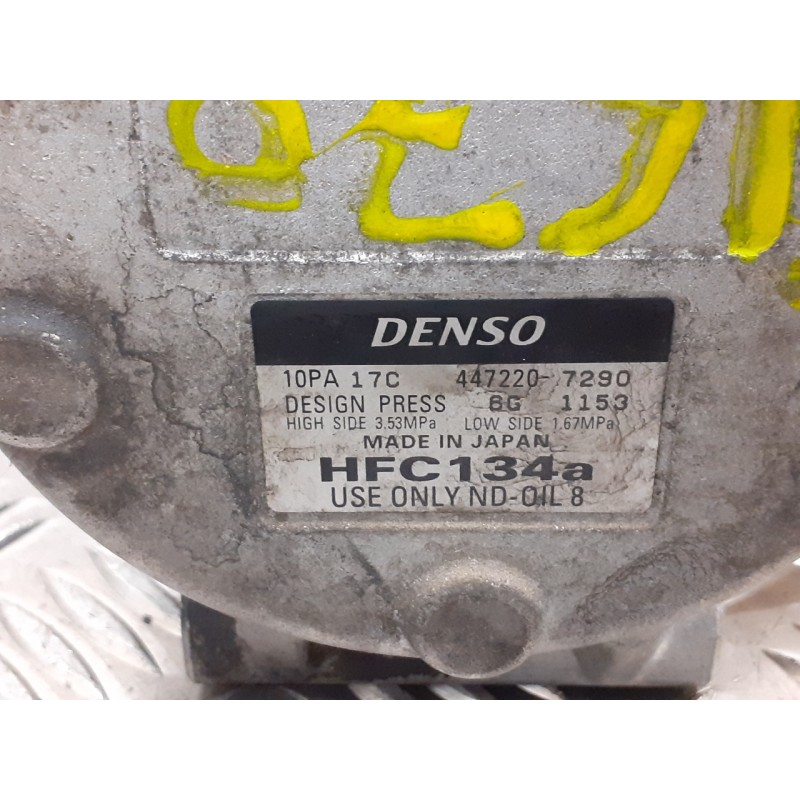 DENSO
10PA 17C 447220-7290
DESIGN PRESS 6G 1153
HIGH SIDE 3.53MPa LOW SIDE 1.67MPa
MADE IN JAPAN
HFC134a
USE ONLY ND-OIL 8